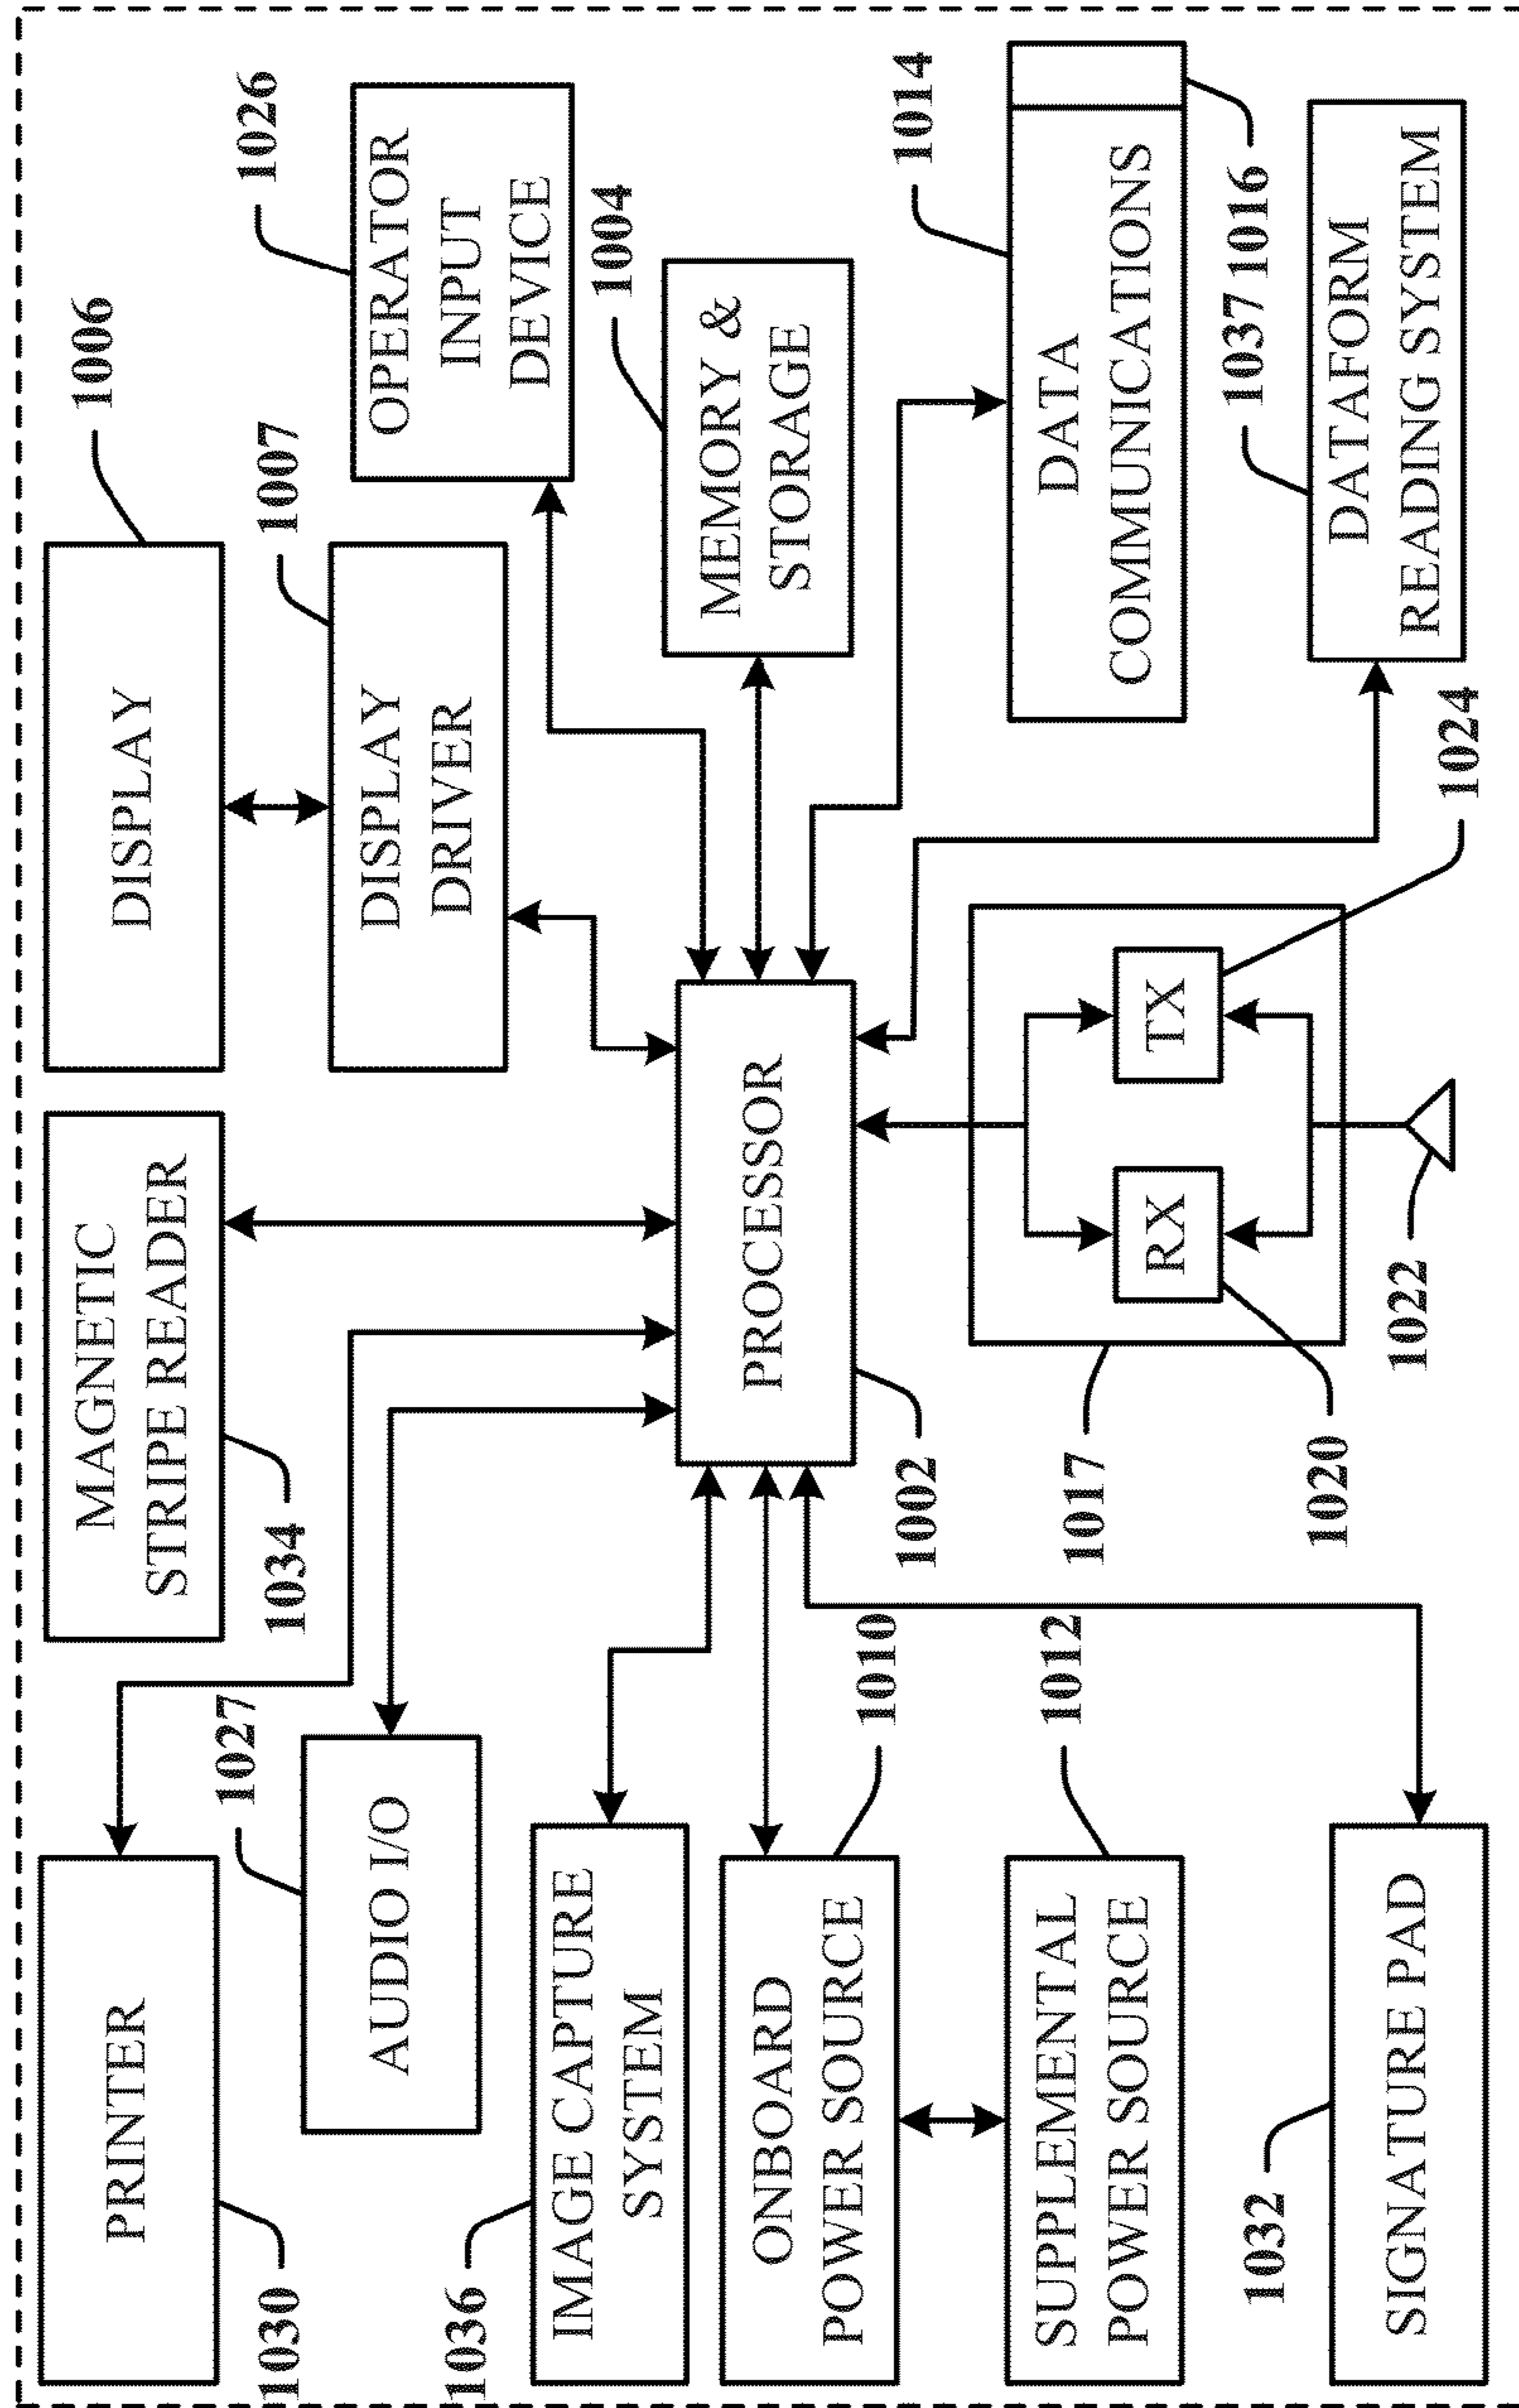 PRINTER
1030
MAGNETIC
STRIPE READER
1034
DISPLAY
1006
DISPLAY
DRIVER
1007
OPERATOR
INPUT
DEVICE
1026
1027
AUDIO I/O
1036
IMAGE CAPTURE
SYSTEM
MEMORY &
STORAGE
1004
PROCESSOR
1002
ONBOARD
POWER SOURCE
1010
DATA
COMMUNICATIONS
1014
1016
SUPPLEMENTAL
POWER SOURCE
1012
1017
RX
TX
1020
1024
1022
1037
DATAFORM
READING SYSTEM
1032
SIGNATURE PAD